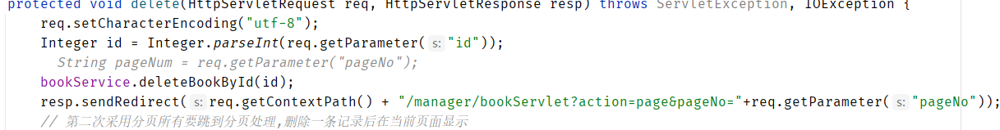 protected void delete(HttpServletRequest req, HttpServletResponse resp) throws ServletException, IOException {
req.setCharacterEncoding("utf-8");
Integer id = Integer.parseInt(req.getParameter( s: "id"));
String pageNum = req.getParameter("pageNo");
bookService.deleteBookById(id);
resp.sendRedirect( s: req.getContextPath() + "/manager/bookServlet?action=page&pageNo="+req.getParameter( s: "pageNo"));
// 第二次采用分页所有要跳到分页处理,删除一条记录后在当前页面显示